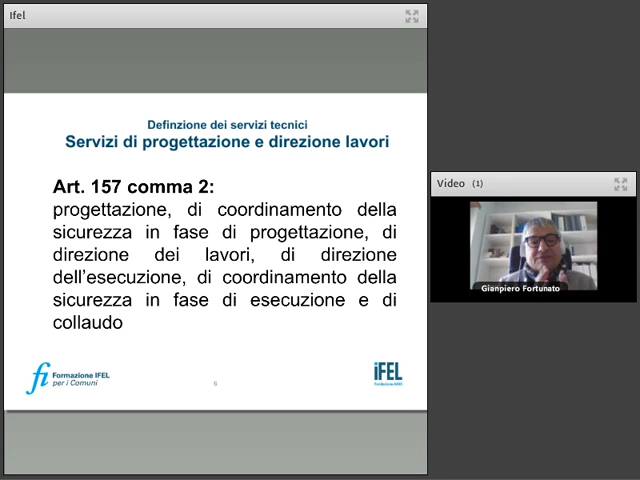 Ifel
Definzione dei servizi tecnici
Servizi di progettazione e direzione lavori
Art. 157 comma 2:
progettazione, di coordinamento della
sicurezza in fase di progettazione, di
direzione dei lavori, di direzione
dell'esecuzione, di coordinamento della
sicurezza in fase di esecuzione e di
collaudo
fi Formazione IFEL
per i Comuni
6
iFEL
Fondazione ANCI
Video (1)
Gianpiero Fortunato